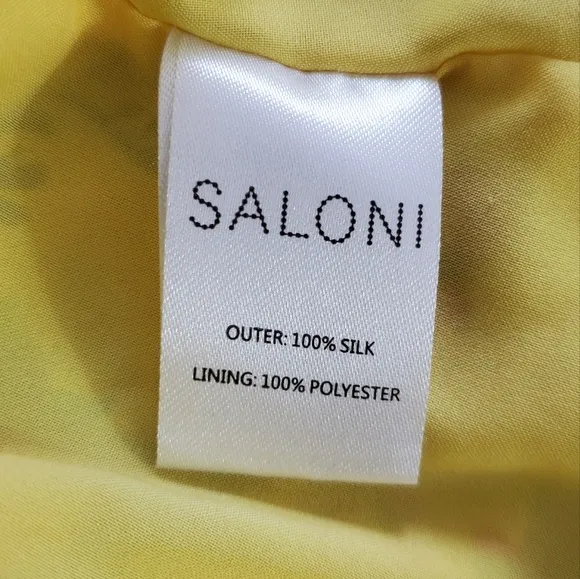 SALONI
OUTER: 100% SILK
LINING: 100% POLYESTER